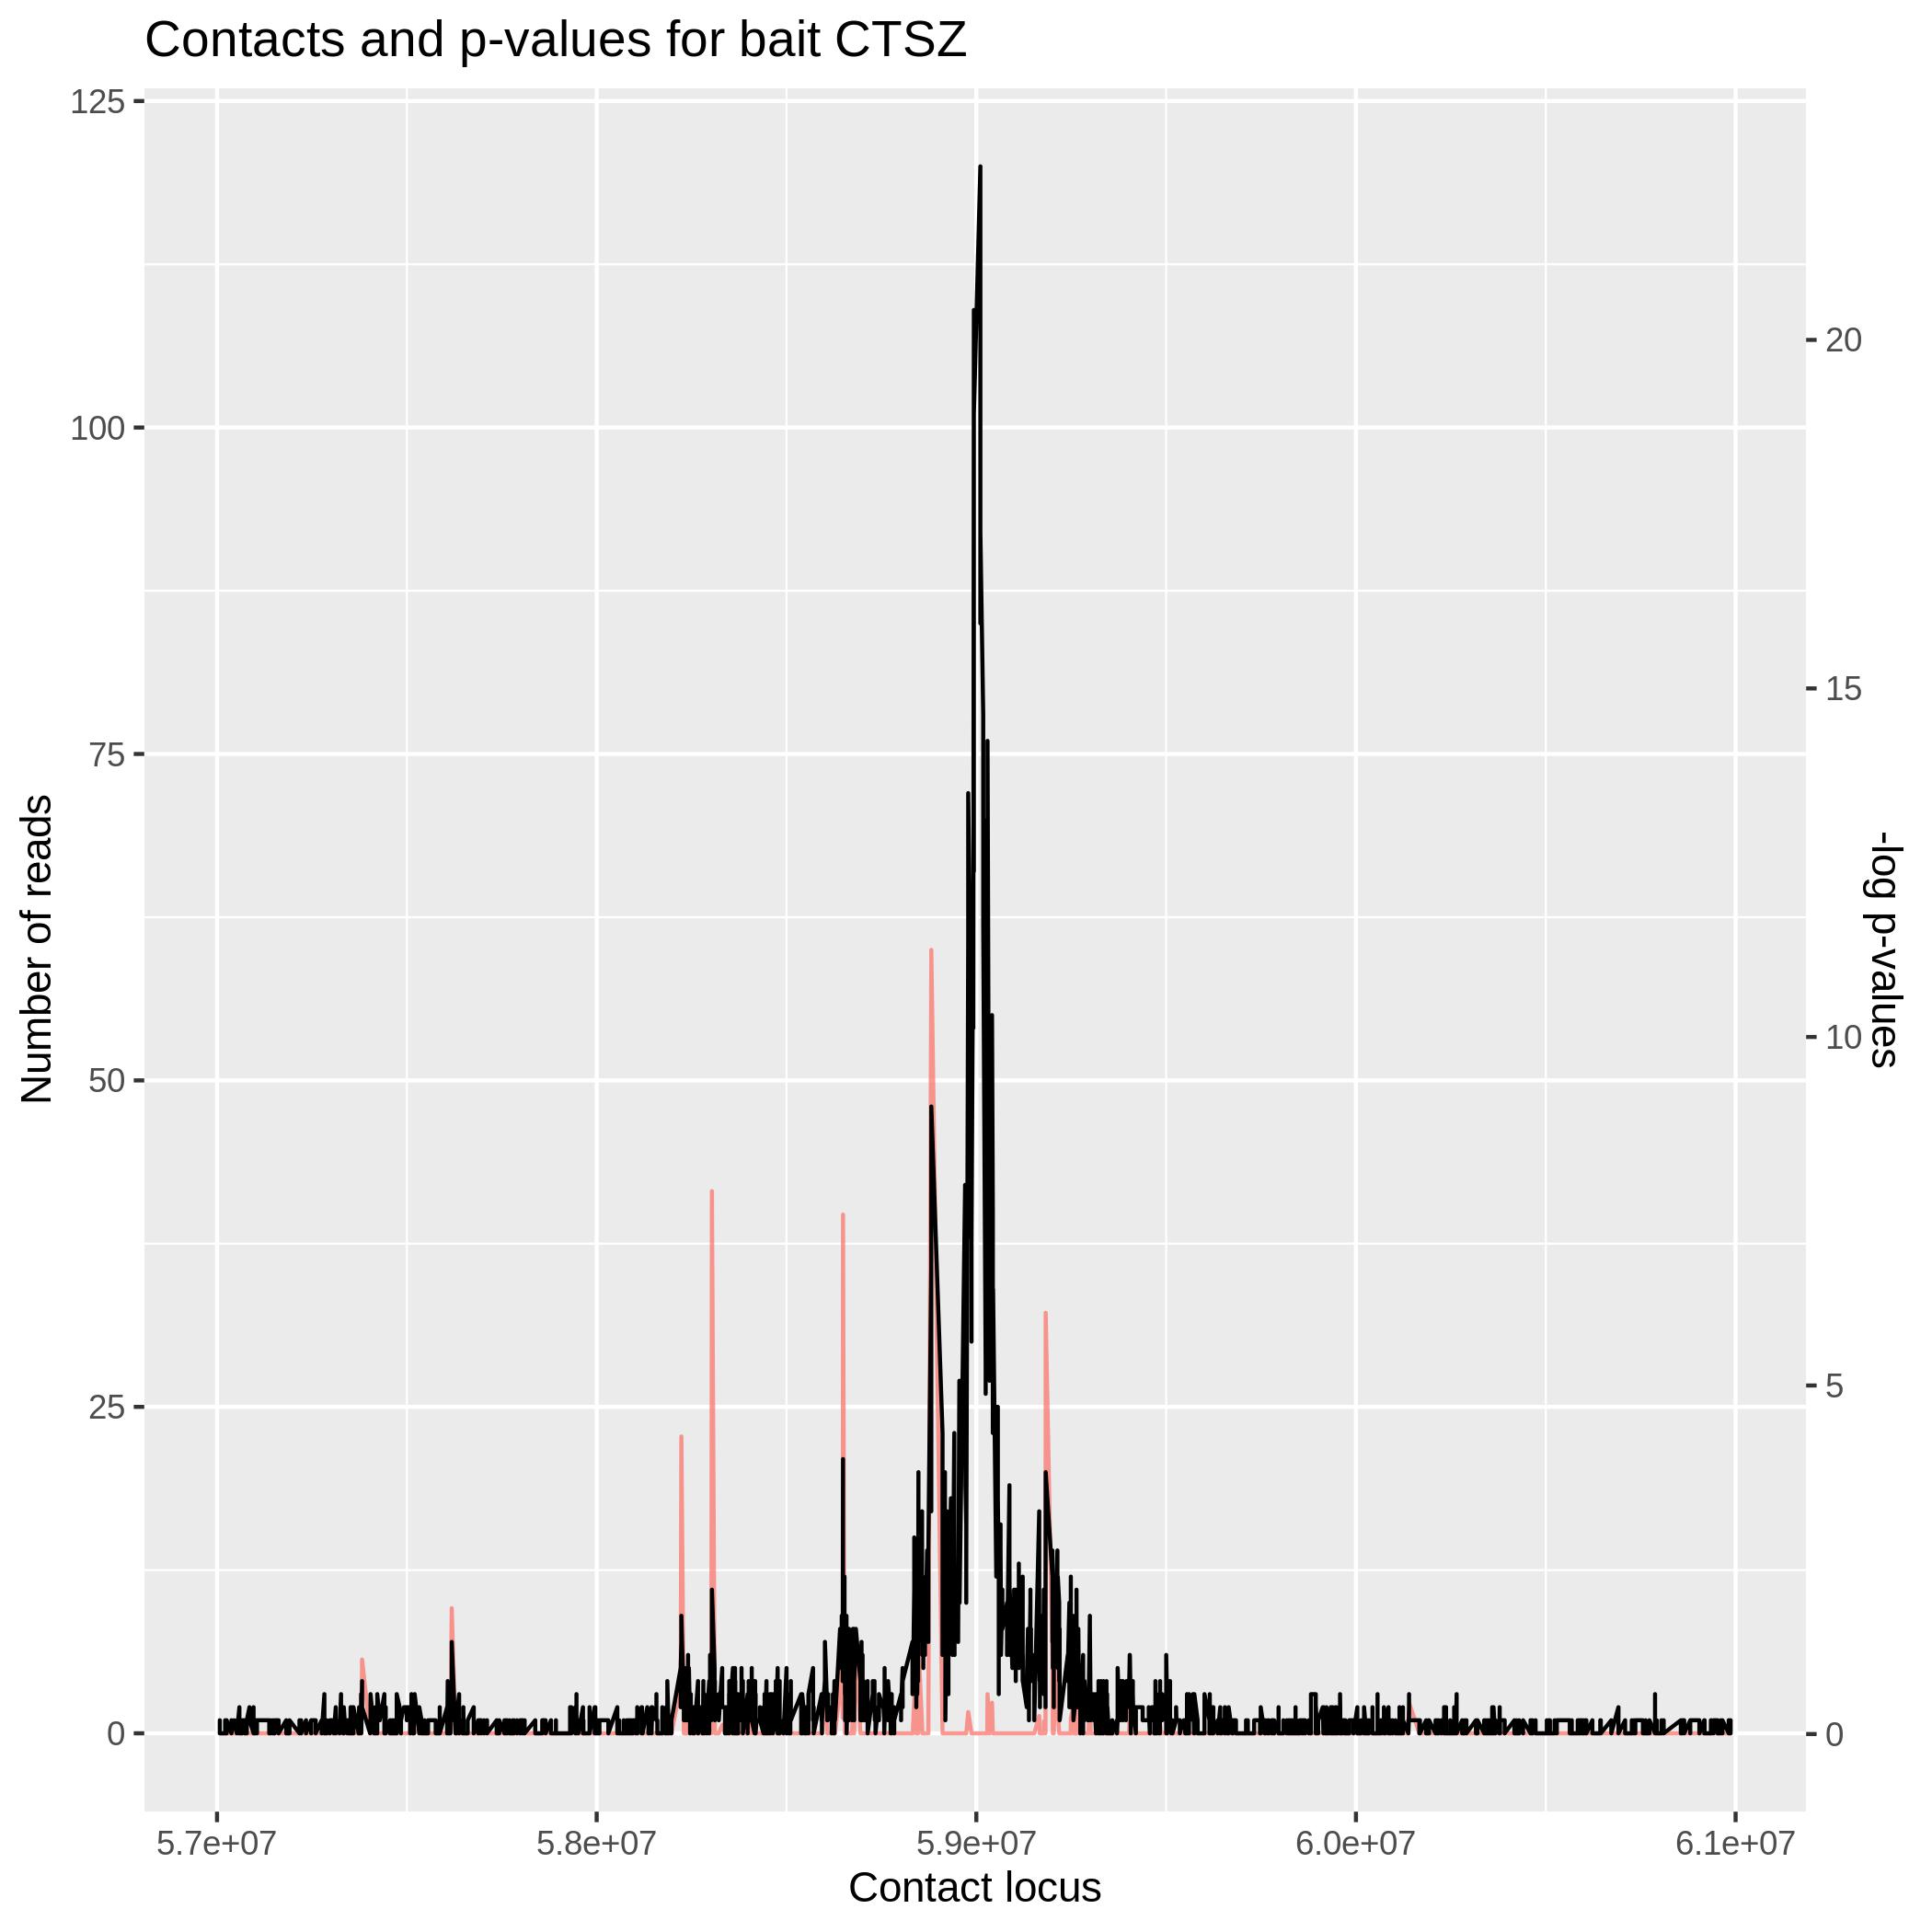 Contacts and p-values for bait CTSZ
125
100
75
50
25
0
Number of reads
20
15
10
5
0
-log p-values
5.7e+07
5.8e+07
5.9e+07
6.0e+07
6.1e+07
Contact locus